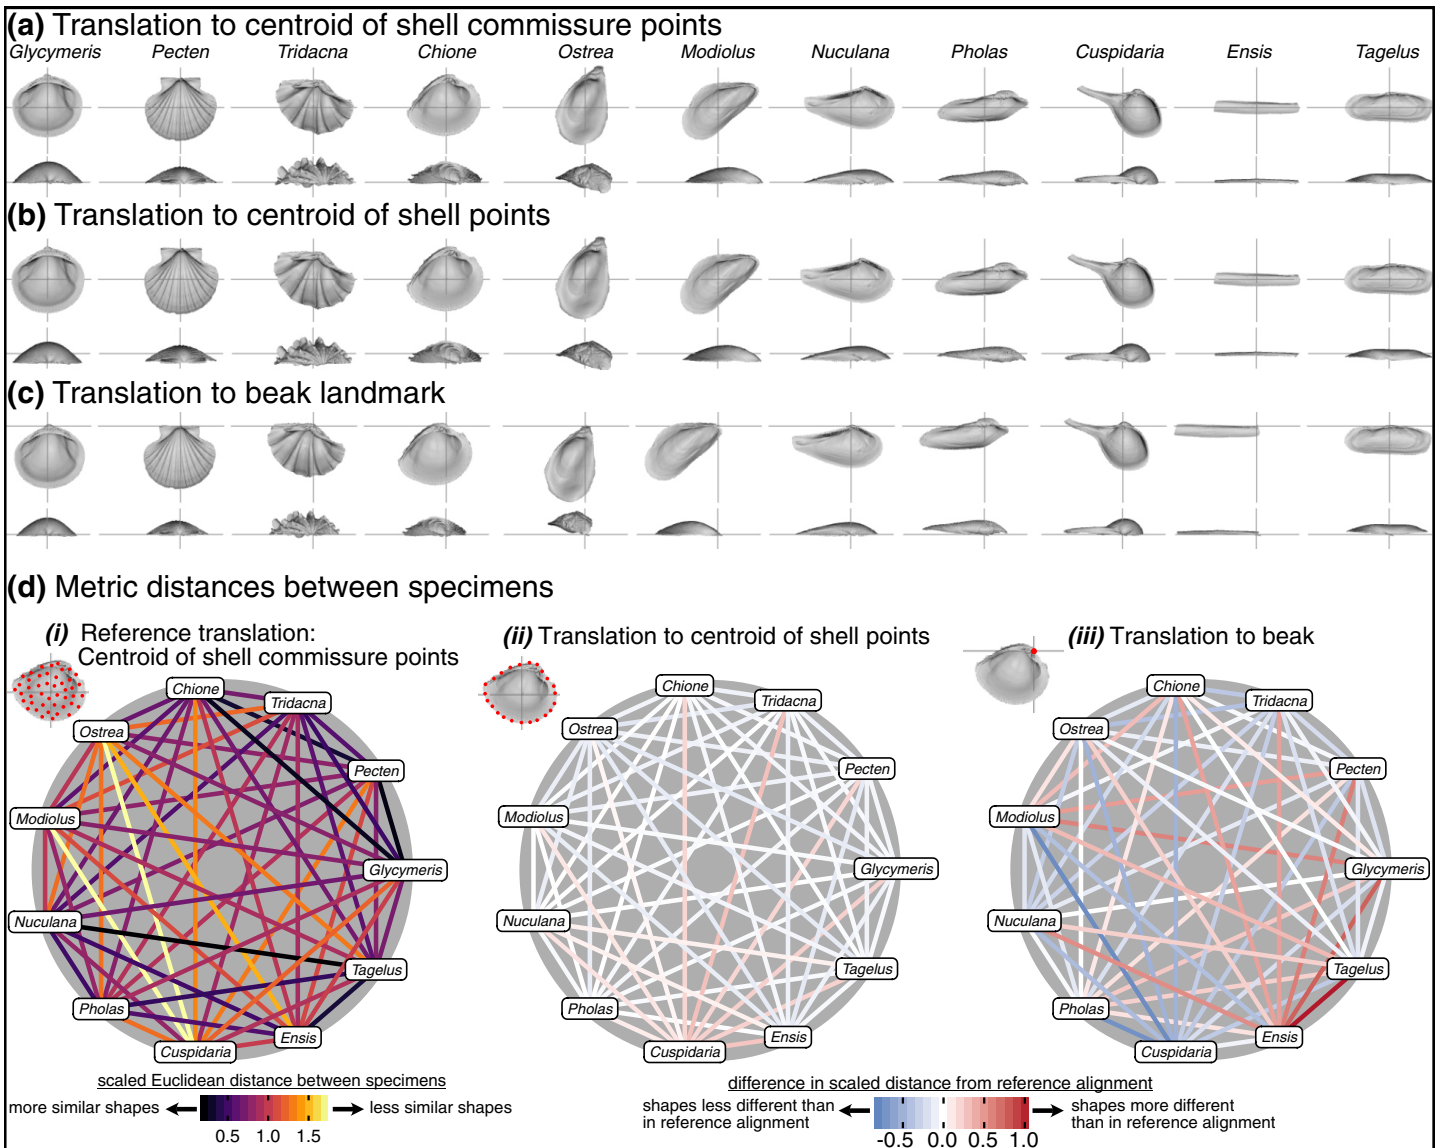 (a) Translation to centroid of shell commissure points
Glycymeris Pecten Tridacna Chione Ostrea Modiolus Nuculana Pholas Cuspidaria Ensis Tagelus
(b) Translation to centroid of shell points
(c) Translation to beak landmark
(d) Metric distances between specimens
(i) Reference translation:
Centroid of shell commissure points
Chione
Tridacna
Ostrea
Pecten
Modiolus
Glycymeris
Nuculana
Tagelus
Pholas
Ensis
Cuspidaria
scaled Euclidean distance between specimens
more similar shapes
less similar shapes
0.5 1.0 1.5
(ii) Translation to centroid of shell points
Chione
Tridacna
Ostrea
Pecten
Modiolus
Glycymeris
Nuculana
Tagelus
Pholas
Ensis
Cuspidaria
(iii) Translation to beak
Chione
Tridacna
Ostrea
Pecten
Modiolus
Glycymeris
Nuculana
Tagelus
Pholas
Ensis
Cuspidaria
difference in scaled distance from reference alignment
shapes less different than
in reference alignment
shapes more different
than in reference alignment
-0.5 0.0 0.5 1.0